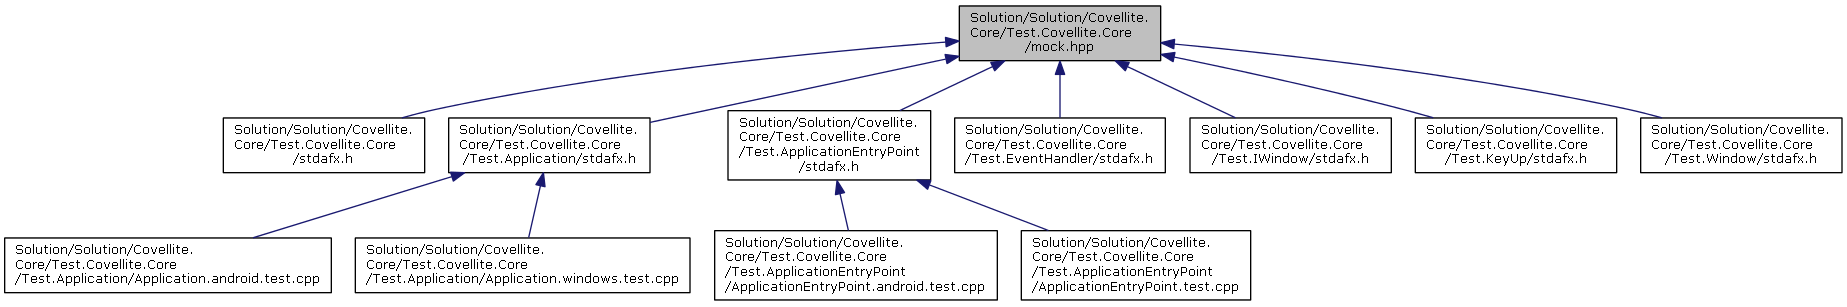 Solution/Solution/Covellite.
Core/Test.Covellite.Core
/mock.hpp
Solution/Solution/Covellite.
Core/Test.Covellite.Core
/stdafx.h
Solution/Solution/Covellite.
Core/Test.Covellite.Core
/Test.Application/stdafx.h
Solution/Solution/Covellite.
Core/Test.Covellite.Core
/Test.ApplicationEntryPoint
/stdafx.h
Solution/Solution/Covellite.
Core/Test.Covellite.Core
/Test.EventHandler/stdafx.h
Solution/Solution/Covellite.
Core/Test.Covellite.Core
/Test.IWindow/stdafx.h
Solution/Solution/Covellite.
Core/Test.Covellite.Core
/Test.KeyUp/stdafx.h
Solution/Solution/Covellite.
Core/Test.Covellite.Core
/Test.Window/stdafx.h
Solution/Solution/Covellite.
Core/Test.Covellite.Core
/Test.Application/Application.android.test.cpp
Solution/Solution/Covellite.
Core/Test.Covellite.Core
/Test.Application/Application.windows.test.cpp
Solution/Solution/Covellite.
Core/Test.Covellite.Core
/Test.ApplicationEntryPoint
/ApplicationEntryPoint.android.test.cpp
Solution/Solution/Covellite.
Core/Test.Covellite.Core
/Test.ApplicationEntryPoint
/ApplicationEntryPoint.test.cpp